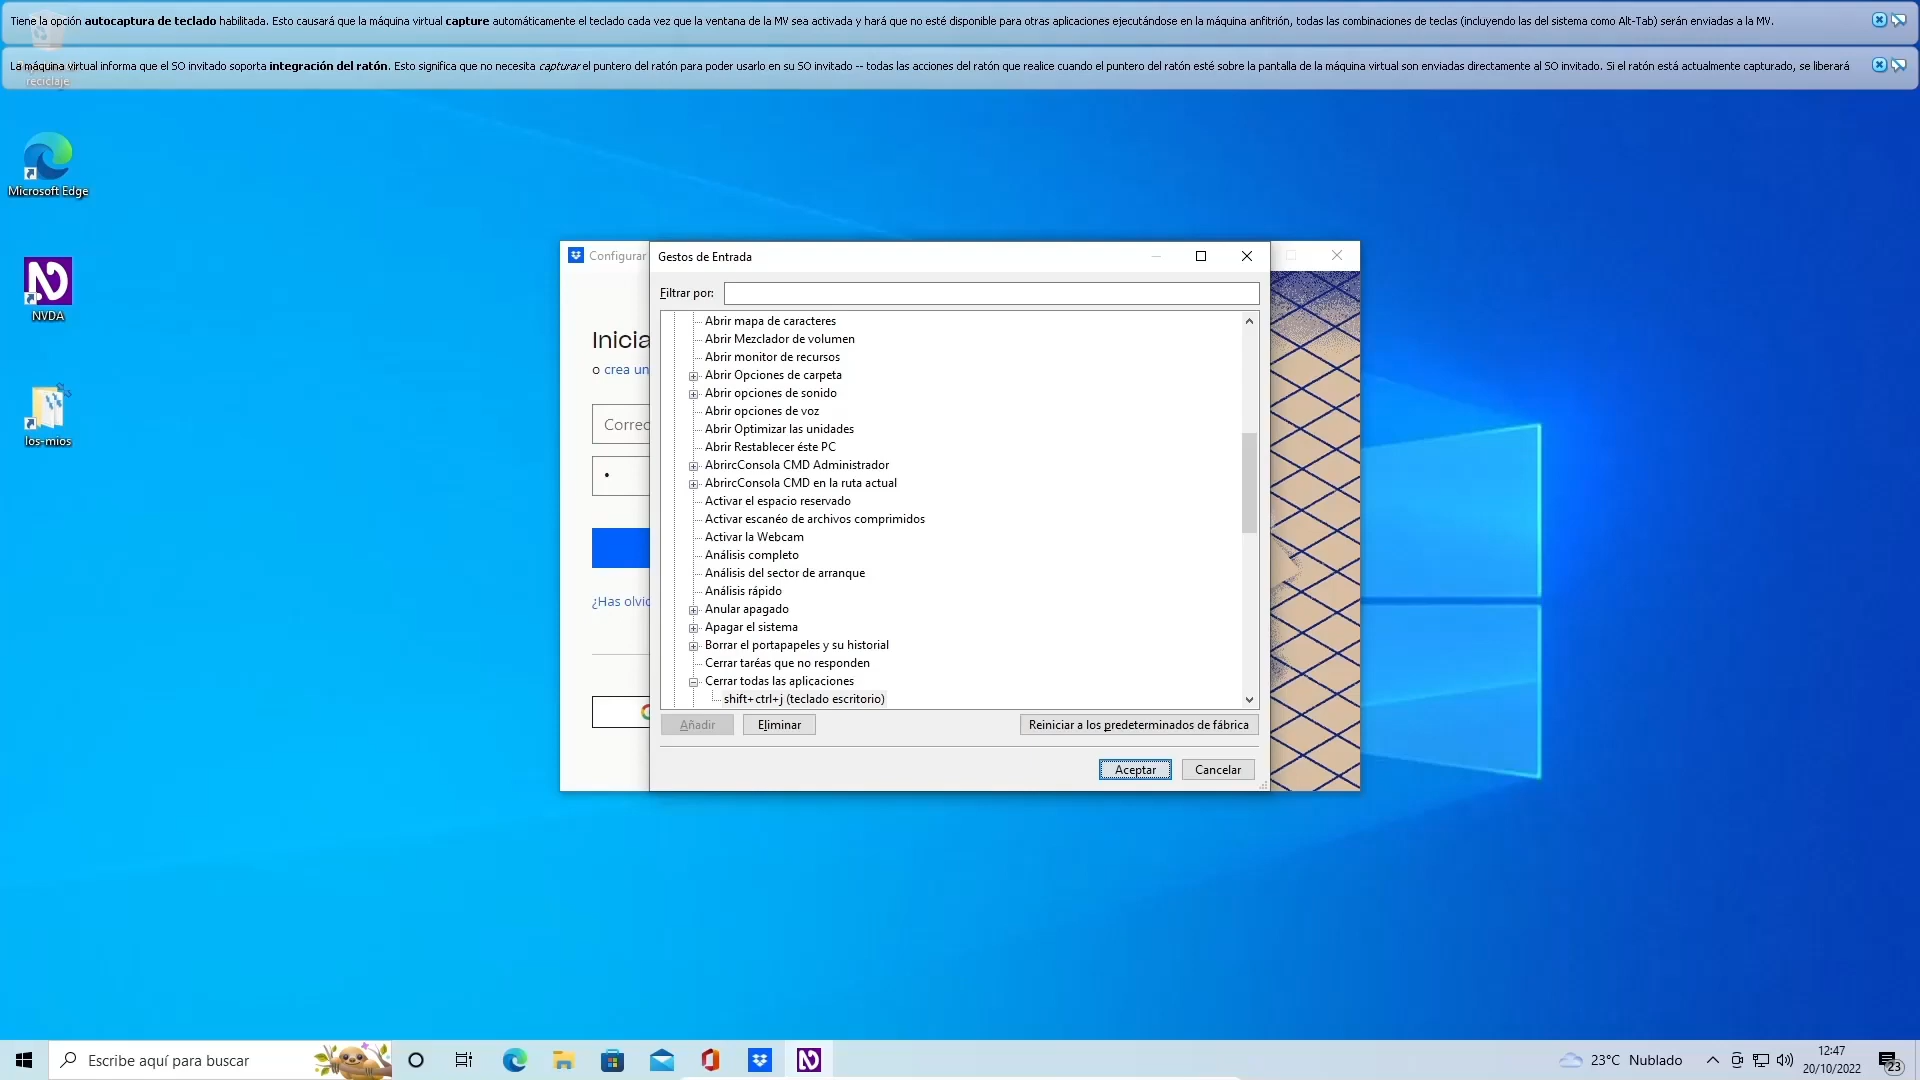 Tiene la opción autocaptura de teclado habilitada. Esto causará que la máquina virtual capture automáticamente el teclado cada vez que la ventana de la MV sea activada y hará que no esté disponible para otras aplicaciones ejecutándose en la máquina anfitrión, todas las combinaciones de teclas (incluyendo las del sistema como Alt-Tab) serán enviadas a la MV.
La máquina virtual informa que el SO invitado soporta integración del ratón. Esto significa que no necesita capturar el puntero del ratón para poder usarlo en su SO invitado -- todas las acciones del ratón que realice cuando el puntero del ratón esté sobre la pantalla de la máquina virtual son enviadas directamente al SO invitado. Si el ratón está actualmente capturado, se liberará
reciclaje
Microsoft Edge
NVDA
los-mios
Configurar
Inicia
o crea un
Correo
¿Has olvid
Gestos de Entrada
Filtrar por:
Abrir mapa de caracteres
Abrir Mezclador de volumen
Abrir monitor de recursos
Abrir Opciones de carpeta
Abrir opciones de sonido
Abrir opciones de voz
Abrir Optimizar las unidades
Abrir Restablecer éste PC
AbrircConsola CMD Administrador
AbrircConsola CMD en la ruta actual
Activar el espacio reservado
Activar escanéo de archivos comprimidos
Activar la Webcam
Análisis completo
Análisis del sector de arranque
Análisis rápido
Anular apagado
Apagar el sistema
Borrar el portapapeles y su historial
Cerrar taréas que no responden
Cerrar todas las aplicaciones
shift+ctrl+j (teclado escritorio)
Añadir
Eliminar
Reiniciar a los predeterminados de fábrica
Aceptar
Cancelar
Escribe aquí para buscar
23°C Nublado
12:47
20/10/2022
23